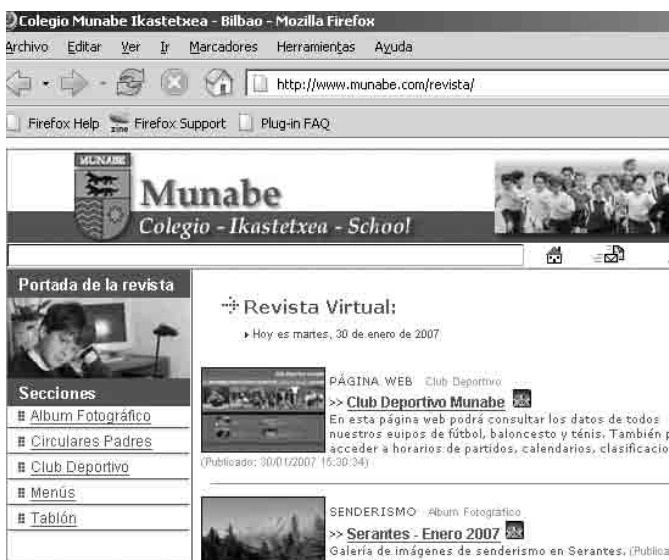 Colegio Munabe Ikastetxea - Bilbao - Mozilla Firefox
Archivo Editar Ver Ir Marcadores Herramientas Ayuda
http://www.munabe.com/revista/
Firefox Help Firefox Support Plug-in FAQ
MUNABE
Munabe
Colegio - Ikastetxea - School
Portada de la revista
Revista Virtual:
Hoy es martes, 30 de enero de 2007
PÁGINA WEB Club Deportivo
>> Club Deportivo Munabe
En esta página web podrá consultar los datos de todos
nuestros euipos de fútbol, baloncesto y ténis. También p
acceder a horarios de partidos, calendarios, clasificacio
(Publicado: 30/01/2007 15:30:34)
Secciones
Album Fotográfico
Circulares Padres
Club Deportivo
Menús
Tablón
SENDERISMO Album Fotográfico
>> Serantes - Enero 2007
Galería de imágenes de senderismo en Serantes. (Public